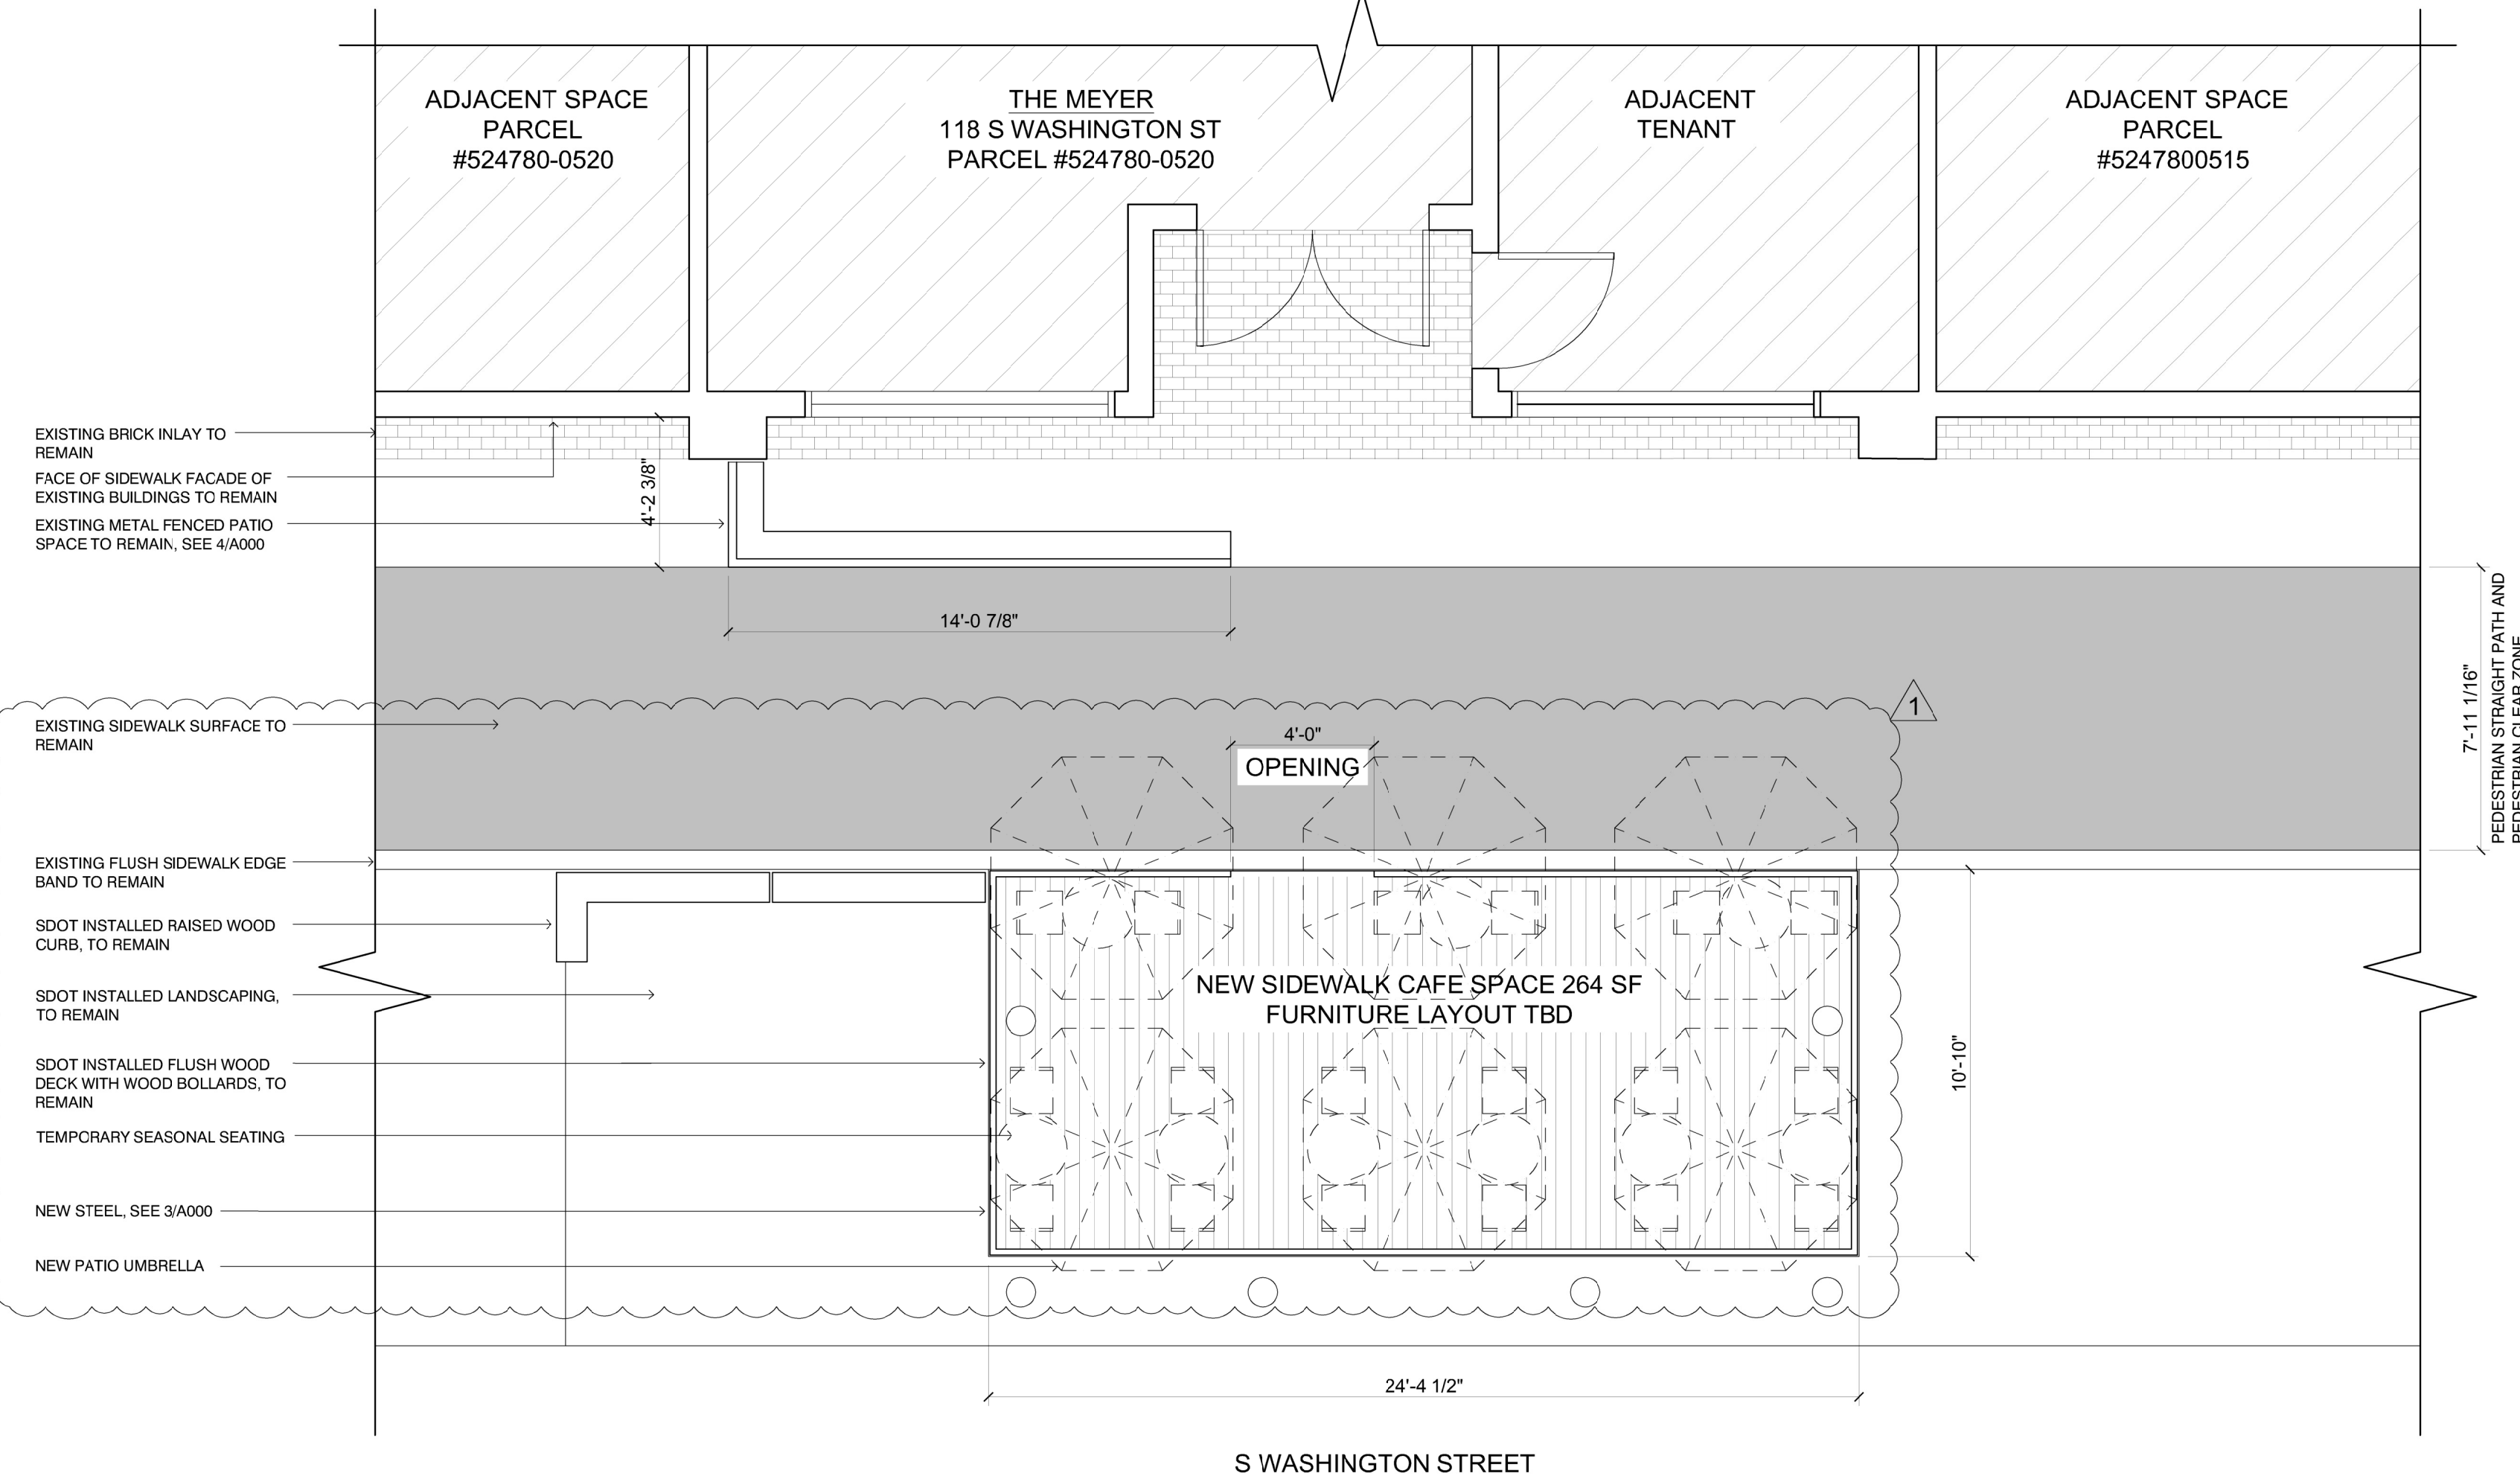 ADJACENT SPACE
PARCEL
#524780-0520
THE MEYER
118 S WASHINGTON ST
PARCEL #524780-0520
ADJACENT
TENANT
ADJACENT SPACE
PARCEL
#5247800515
EXISTING BRICK INLAY TO
REMAIN
FACE OF SIDEWALK FACADE OF
EXISTING BUILDINGS TO REMAIN
EXISTING METAL FENCED PATIO
SPACE TO REMAIN, SEE 4/A000
4'-2 3/8"
14'-0 7/8"
7'-11 1/16"
PEDESTRIAN STRAIGHT PATH AND
PEDESTRIAN CLEAR ZONE
1
EXISTING SIDEWALK SURFACE TO
REMAIN
4'-0"
OPENING
EXISTING FLUSH SIDEWALK EDGE
BAND TO REMAIN
SDOT INSTALLED RAISED WOOD
CURB, TO REMAIN
SDOT INSTALLED LANDSCAPING,
TO REMAIN
NEW SIDEWALK CAFE SPACE 264 SF
FURNITURE LAYOUT TBD
10'-10"
SDOT INSTALLED FLUSH WOOD
DECK WITH WOOD BOLLARDS, TO
REMAIN
TEMPORARY SEASONAL SEATING
NEW STEEL, SEE 3/A000
NEW PATIO UMBRELLA
24'-4 1/2"
S WASHINGTON STREET